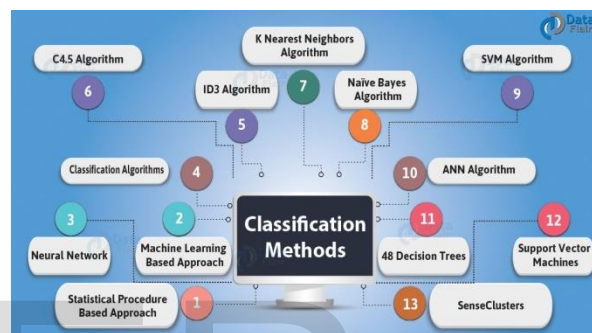 Data
Flair
K Nearest Neighbors
Algorithm
C4.5 Algorithm
SVM Algorithm
ID3 Algorithm
Naïve Bayes
Algorithm
6
7
9
5
8
Classification Algorithms
4
10
ANN Algorithm
3
2
Classification
Methods
11
12
Neural Network
Machine Learning
Based Approach
48 Decision Trees
Support Vector
Machines
Statistical Procedure
Based Approach
1
13
SenseClusters